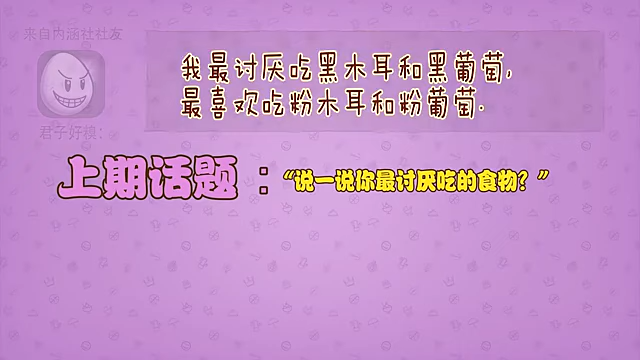 来自内涵社社友
我最讨厌吃黑木耳和黑葡萄,
最喜欢吃粉木耳和粉葡萄.
君子好糗:
上期话题：“说一说你最讨厌吃的食物？”